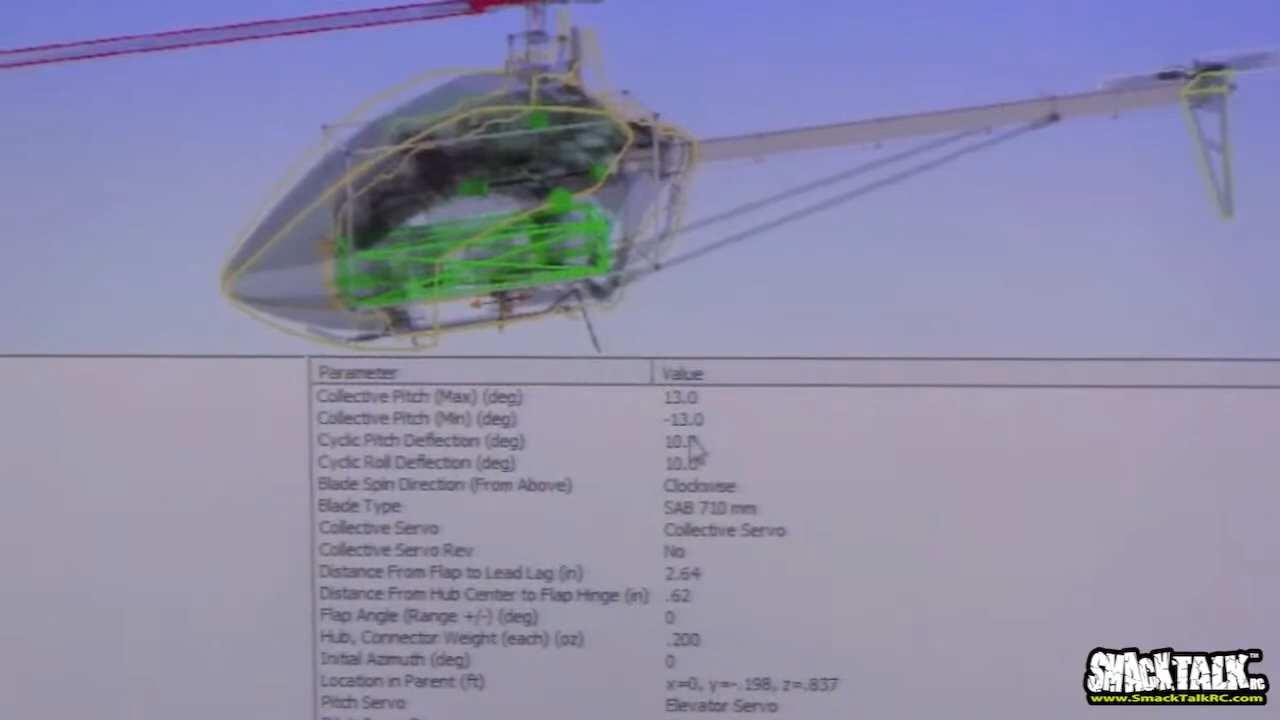 Parameter Value
Collective Pitch (Max) (deg) 13.0
Collective Pitch (Min) (deg) -13.0
Cyclic Pitch Deflection (deg) 10.
Cyclic Roll Deflection (deg) 10.0
Blade Spin Direction (From Above) Clockwise
Blade Type SAB 710 mm
Collective Servo Collective Servo
Collective Servo Rev No
Distance From Flap to Lead Lag (in) 2.64
Distance From Hub Center to Flap Hinge (in) .62
Flap Angle (Range +/-) (deg) 0
Hub, Connector Weight (each) (oz) .200
Initial Azimuth (deg) 0
Location in Parent (ft) x=0, y=-.198, z=.837
Pitch Servo Elevator Servo
SMACKTALK RC
www.SmackTalkRC.com